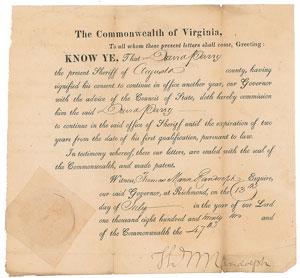 The Commonwealth of Virginia,
To all whom these present letters shall come, Greeting:
KNOW YE, That David Parry
the present Sheriff of Augusta county, having
signified his consent to continue in office another year, our Governor
with the advice of the Council of State, doth hereby commission
him the said David Parry
to continue in the said office of Sheriff until the expiration of two
years from the date of his first qualification, pursuant to law.
In testimony whereof, these our letters, are sealed with the seal of
the Commonwealth, and made patent.
Witness, Thomas Mann Randolph, Esquire,
our said Governor, at Richmond, on the 13th
day of July in the year of our Lord
one thousand eight hundred and twenty two and
of the Commonwealth the 47th
Th M Randolph